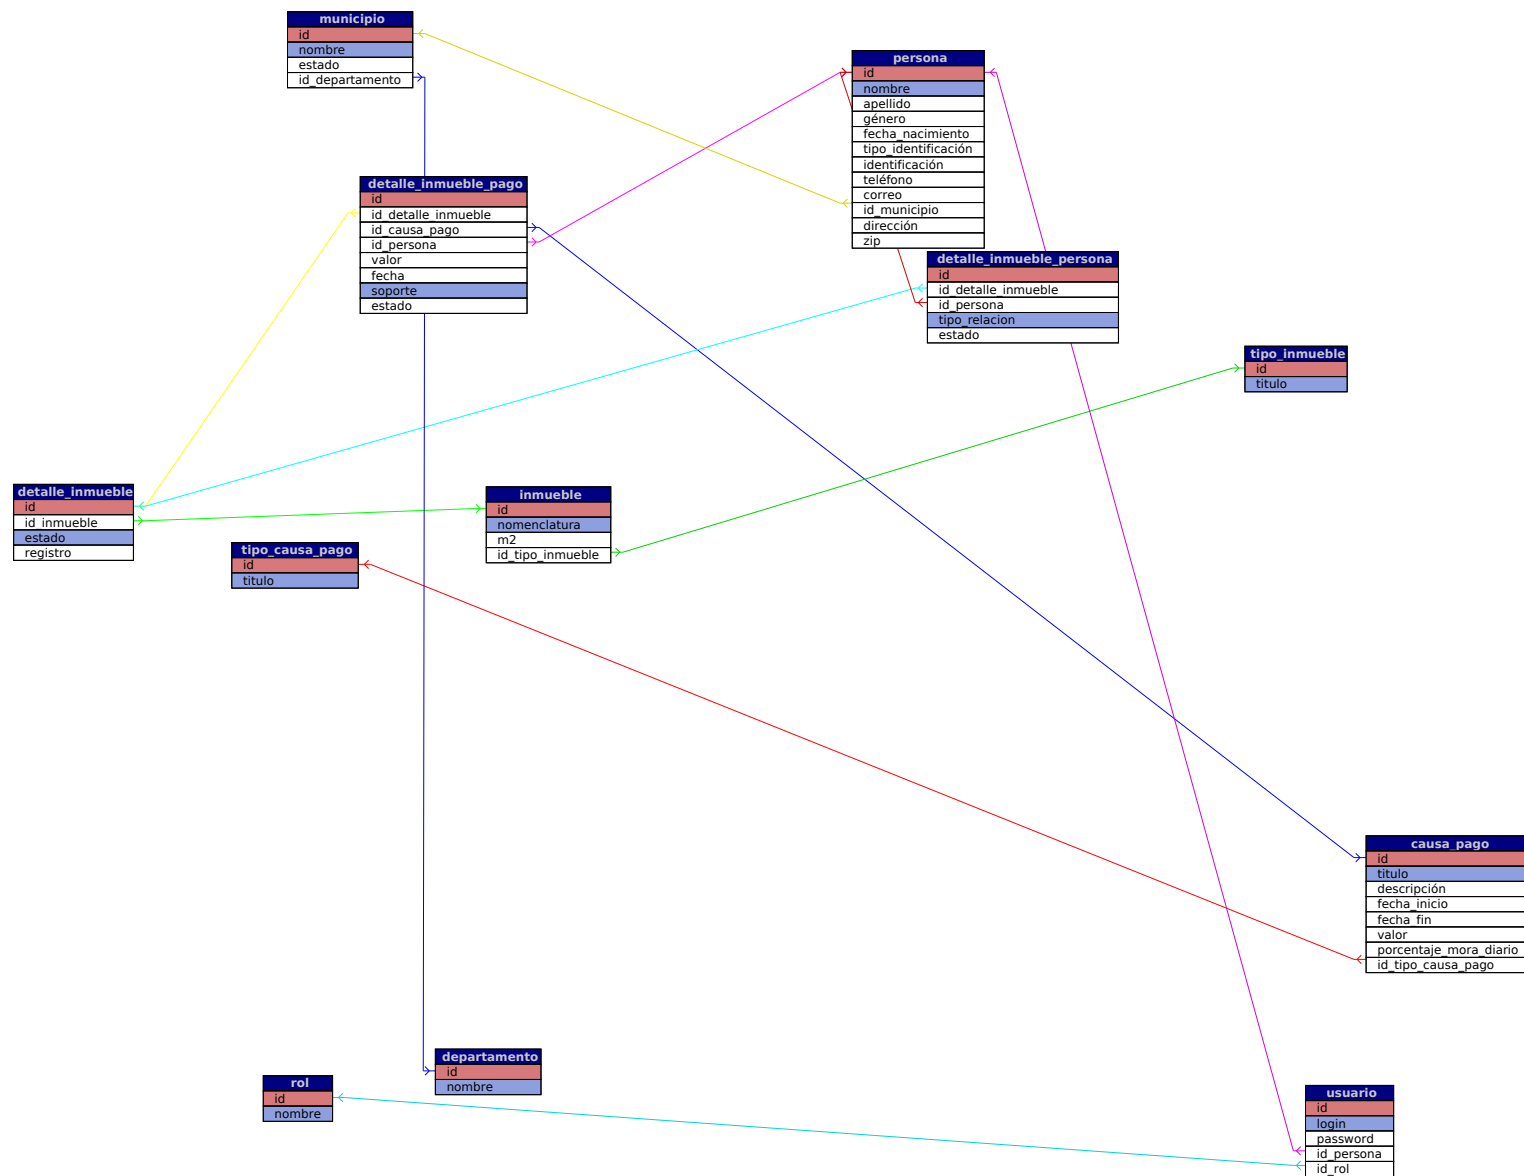 municipio
id
nombre
estado
id_departamento
persona
id
nombre
apellido
género
fecha_nacimiento
tipo_identificación
identificación
teléfono
correo
id_municipio
dirección
zip
detalle_inmueble_pago
id
id_detalle_inmueble
id_causa_pago
id_persona
valor
fecha
soporte
estado
detalle_inmueble_persona
id
id_detalle_inmueble
id_persona
tipo_relacion
estado
tipo_inmueble
id
titulo
detalle_inmueble
id
id_inmueble
estado
registro
inmueble
id
nomenclatura
m2
id_tipo_inmueble
tipo_causa_pago
id
titulo
causa_pago
id
titulo
descripción
fecha_inicio
fecha_fin
valor
porcentaje_mora_diario
id_tipo_causa_pago
departamento
id
nombre
rol
id
nombre
usuario
id
login
password
id_persona
id_rol